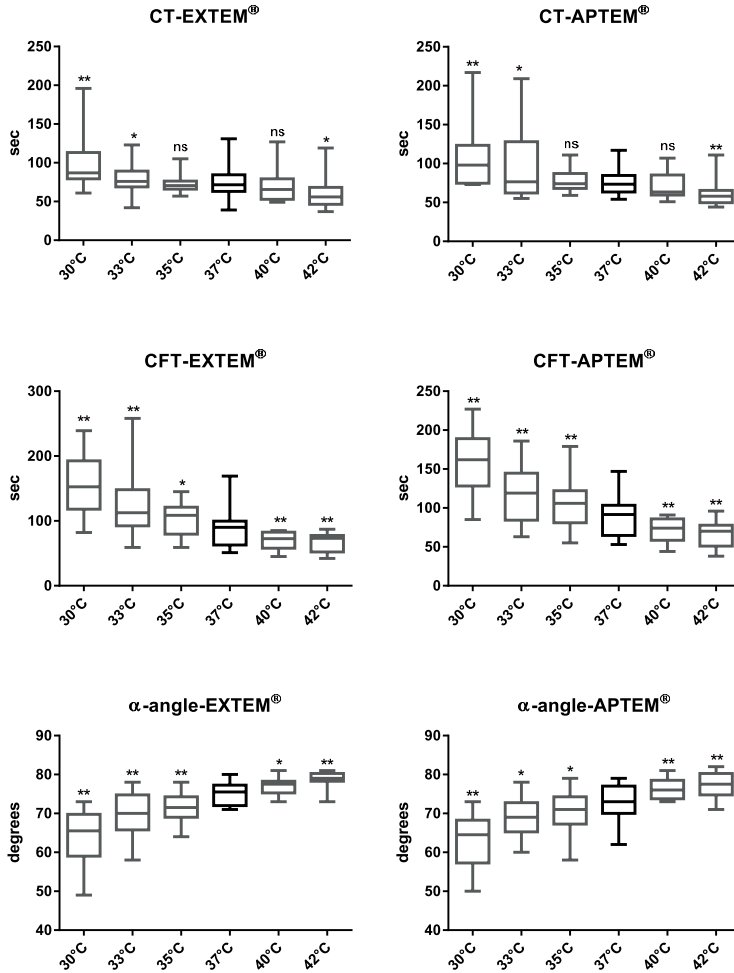 CT-EXTEM®
250
200
150
100
50
0
sec
**
*
ns
ns
*
30°C
33°C
35°C
37°C
40°C
42°C
CT-APTEM®
250
200
150
100
50
0
sec
**
*
ns
ns
**
30°C
33°C
35°C
37°C
40°C
42°C
CFT-EXTEM®
300
200
100
0
sec
**
**
*
**
**
30°C
33°C
35°C
37°C
40°C
42°C
CFT-APTEM®
250
200
150
100
50
0
sec
**
**
**
**
**
30°C
33°C
35°C
37°C
40°C
42°C
α-angle-EXTEM®
90
80
70
60
50
40
degrees
**
**
**
*
**
30°C
33°C
35°C
37°C
40°C
42°C
α-angle-APTEM®
90
80
70
60
50
40
degrees
**
*
*
**
**
30°C
33°C
35°C
37°C
40°C
42°C